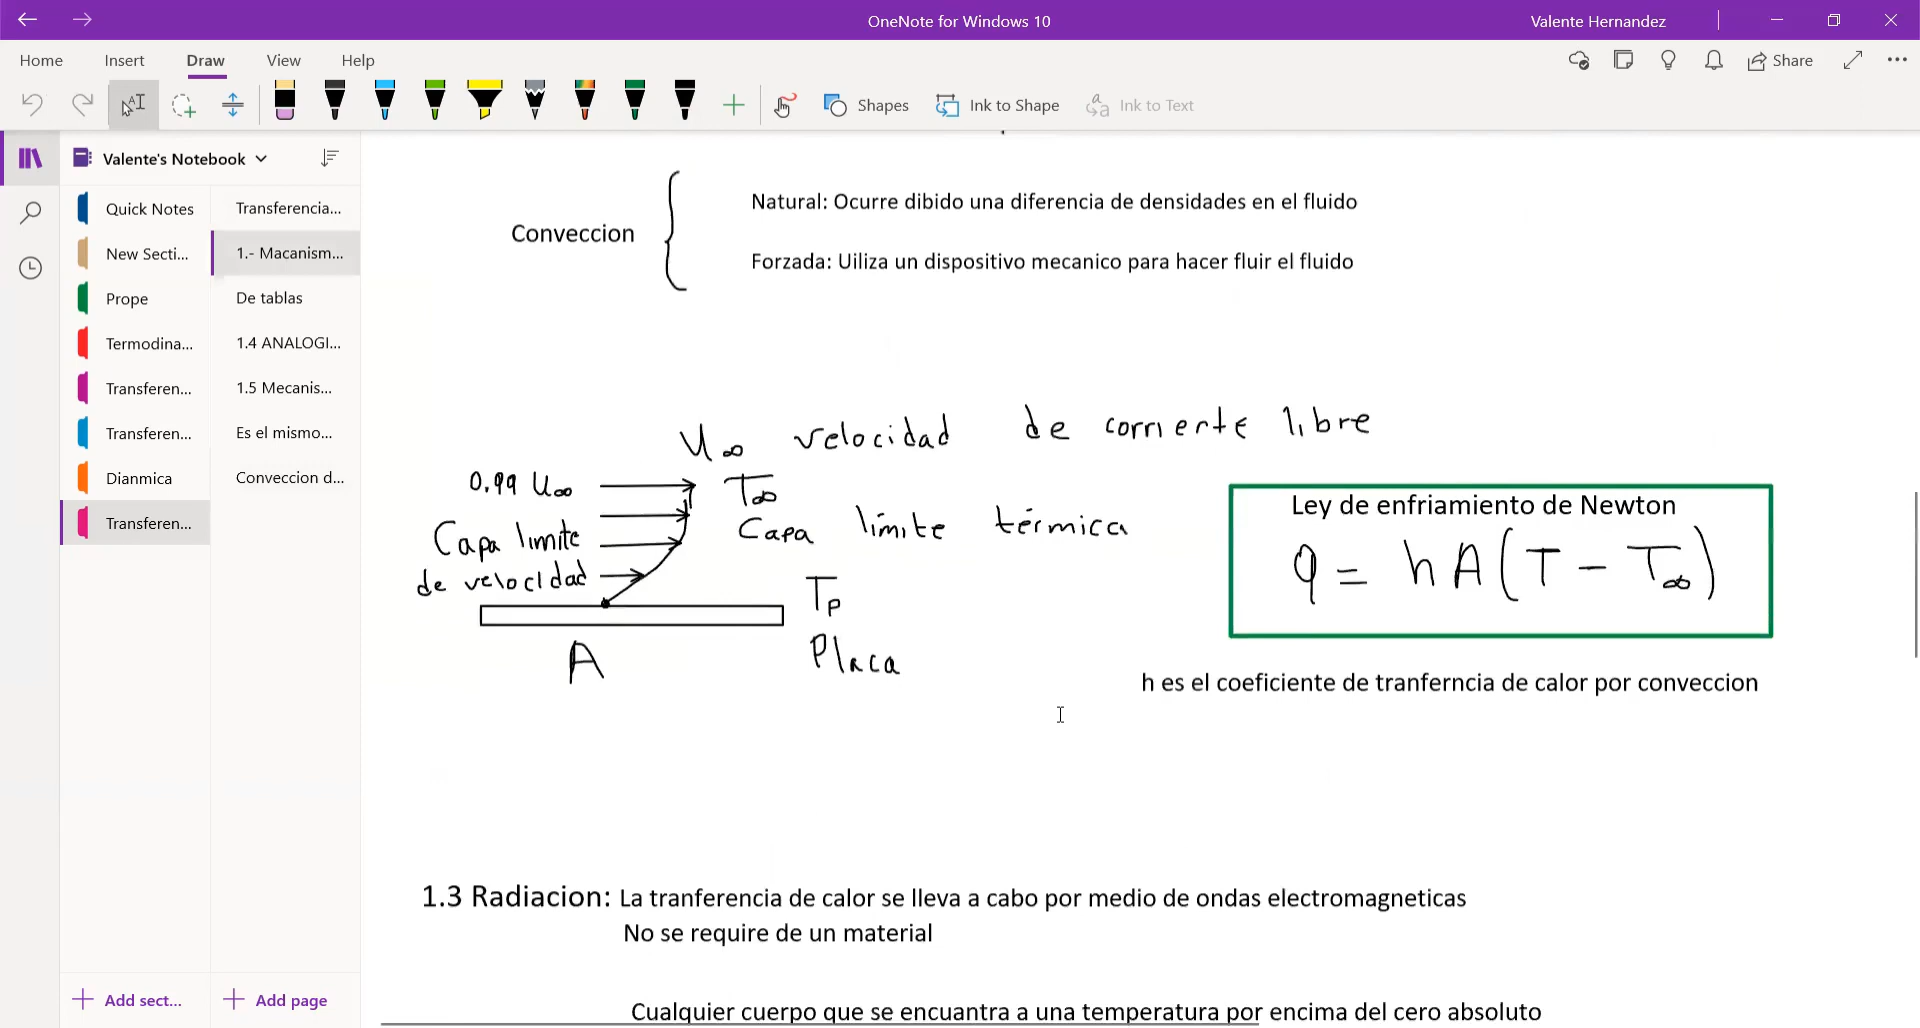 OneNote for Windows 10
Valente Hernandez
Home
Insert
Draw
View
Help
Share
Shapes
Ink to Shape
Ink to Text
Valente's Notebook
Quick Notes
New Secti...
Prope
Termodina...
Transferen...
Transferen...
Dianmica
Transferen...
Add sect...
Transferencia...
1.- Macanism...
De tablas
1.4 ANALOGI...
1.5 Mecanis...
Es el mismo...
Conveccion d...
Add page
Conveccion
Natural: Ocurre dibido una diferencia de densidades en el fluido
Forzada: Uiliza un dispositivo mecanico para hacer fluir el fluido
U∞ velocidad de corriente libre
0.99 U∞
T∞
Capa limite
de velocidad
Capa límite térmica
Tp
Placa
A
Ley de enfriamiento de Newton
q = hA(T - T∞)
h es el coeficiente de tranferncia de calor por conveccion
1.3 Radiacion: La tranferencia de calor se lleva a cabo por medio de ondas electromagneticas
No se require de un material
Cualquier cuerpo que se encuantra a una temperatura por encima del cero absoluto